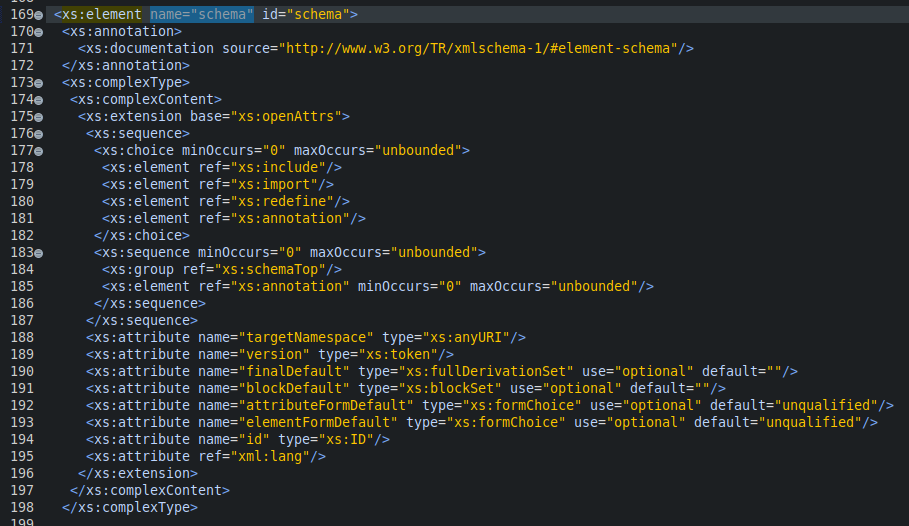 169 <xs:element name="schema" id="schema">
170 <xs:annotation>
171 <xs:documentation source="http://www.w3.org/TR/xmlschema-1/#element-schema"/>
172 </xs:annotation>
173 <xs:complexType>
174 <xs:complexContent>
175 <xs:extension base="xs:openAttrs">
176 <xs:sequence>
177 <xs:choice minOccurs="0" maxOccurs="unbounded">
178 <xs:element ref="xs:include"/>
179 <xs:element ref="xs:import"/>
180 <xs:element ref="xs:redefine"/>
181 <xs:element ref="xs:annotation"/>
182 </xs:choice>
183 <xs:sequence minOccurs="0" maxOccurs="unbounded">
184 <xs:group ref="xs:schemaTop"/>
185 <xs:element ref="xs:annotation" minOccurs="0" maxOccurs="unbounded"/>
186 </xs:sequence>
187 </xs:sequence>
188 <xs:attribute name="targetNamespace" type="xs:anyURI"/>
189 <xs:attribute name="version" type="xs:token"/>
190 <xs:attribute name="finalDefault" type="xs:fullDerivationSet" use="optional" default=""/>
191 <xs:attribute name="blockDefault" type="xs:blockSet" use="optional" default=""/>
192 <xs:attribute name="attributeFormDefault" type="xs:formChoice" use="optional" default="unqualified"/>
193 <xs:attribute name="elementFormDefault" type="xs:formChoice" use="optional" default="unqualified"/>
194 <xs:attribute name="id" type="xs:ID"/>
195 <xs:attribute ref="xml:lang"/>
196 </xs:extension>
197 </xs:complexContent>
198 </xs:complexType>
199